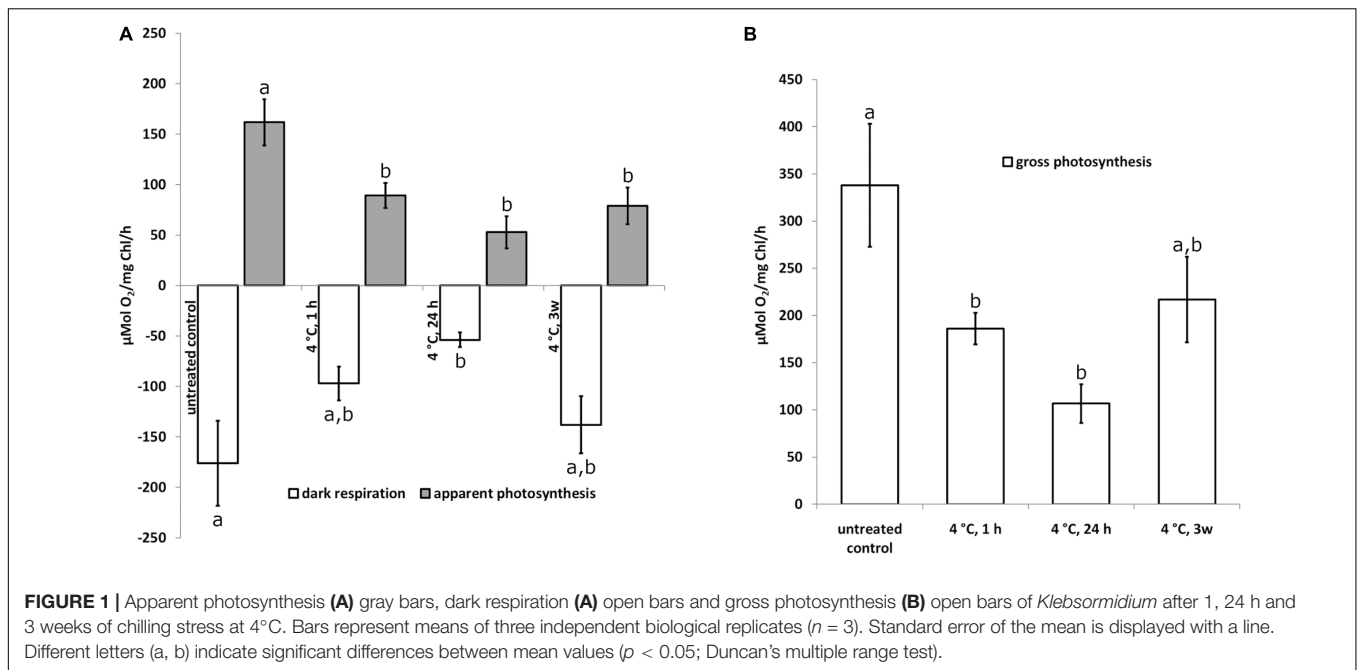 A
250
200
150
100
50
0
-50
-100
-150
-200
-250
µMol O₂/mg Chl/h
a
b
b
b
untreated control
4 °C, 1 h
4 °C, 24 h
4 °C, 3w
a
a,b
b
a,b
dark respiration apparent photosynthesis
B
450
400
350
300
250
200
150
100
50
0
µMol O₂/mg Chl/h
gross photosynthesis
a
b
b
a,b
untreated
control
4 °C, 1 h
4 °C, 24 h
4 °C, 3w
FIGURE 1 | Apparent photosynthesis (A) gray bars, dark respiration (A) open bars and gross photosynthesis (B) open bars of Klebsormidium after 1, 24 h and
3 weeks of chilling stress at 4°C. Bars represent means of three independent biological replicates (n = 3). Standard error of the mean is displayed with a line.
Different letters (a, b) indicate significant differences between mean values (p < 0.05; Duncan's multiple range test).